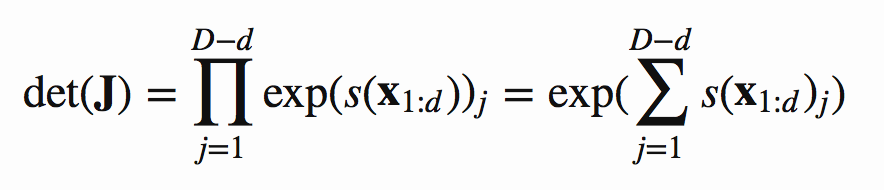 det(𝐉) = ∏_{j=1}^{D−d} exp(s(𝐱_{1:d}))_j = exp(∑_{j=1}^{D−d} s(𝐱_{1:d})_j)